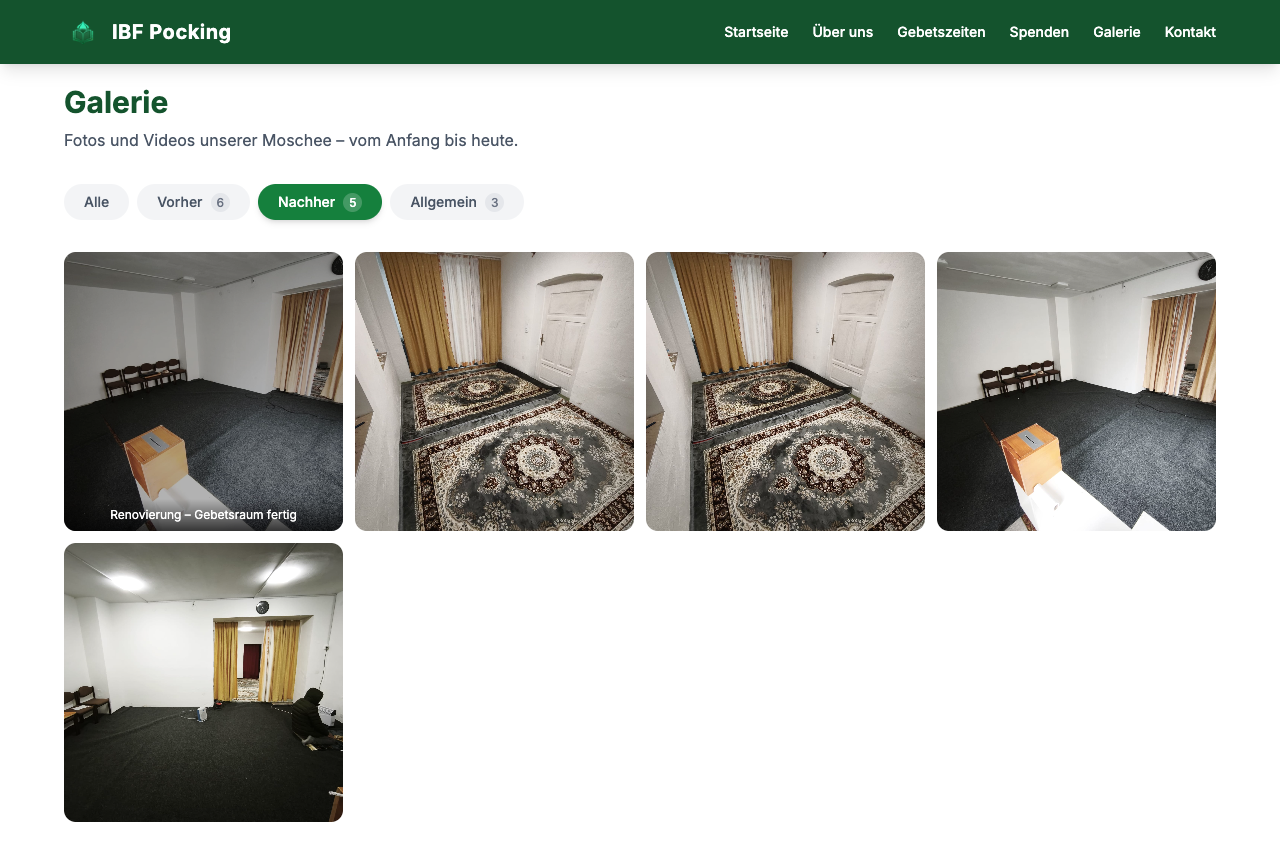 IBF Pocking
Startseite Über uns Gebetszeiten Spenden Galerie Kontakt
Galerie
Fotos und Videos unserer Moschee – vom Anfang bis heute.
Alle Vorher 6 Nachher 5 Allgemein 3
Renovierung – Gebetsraum fertig